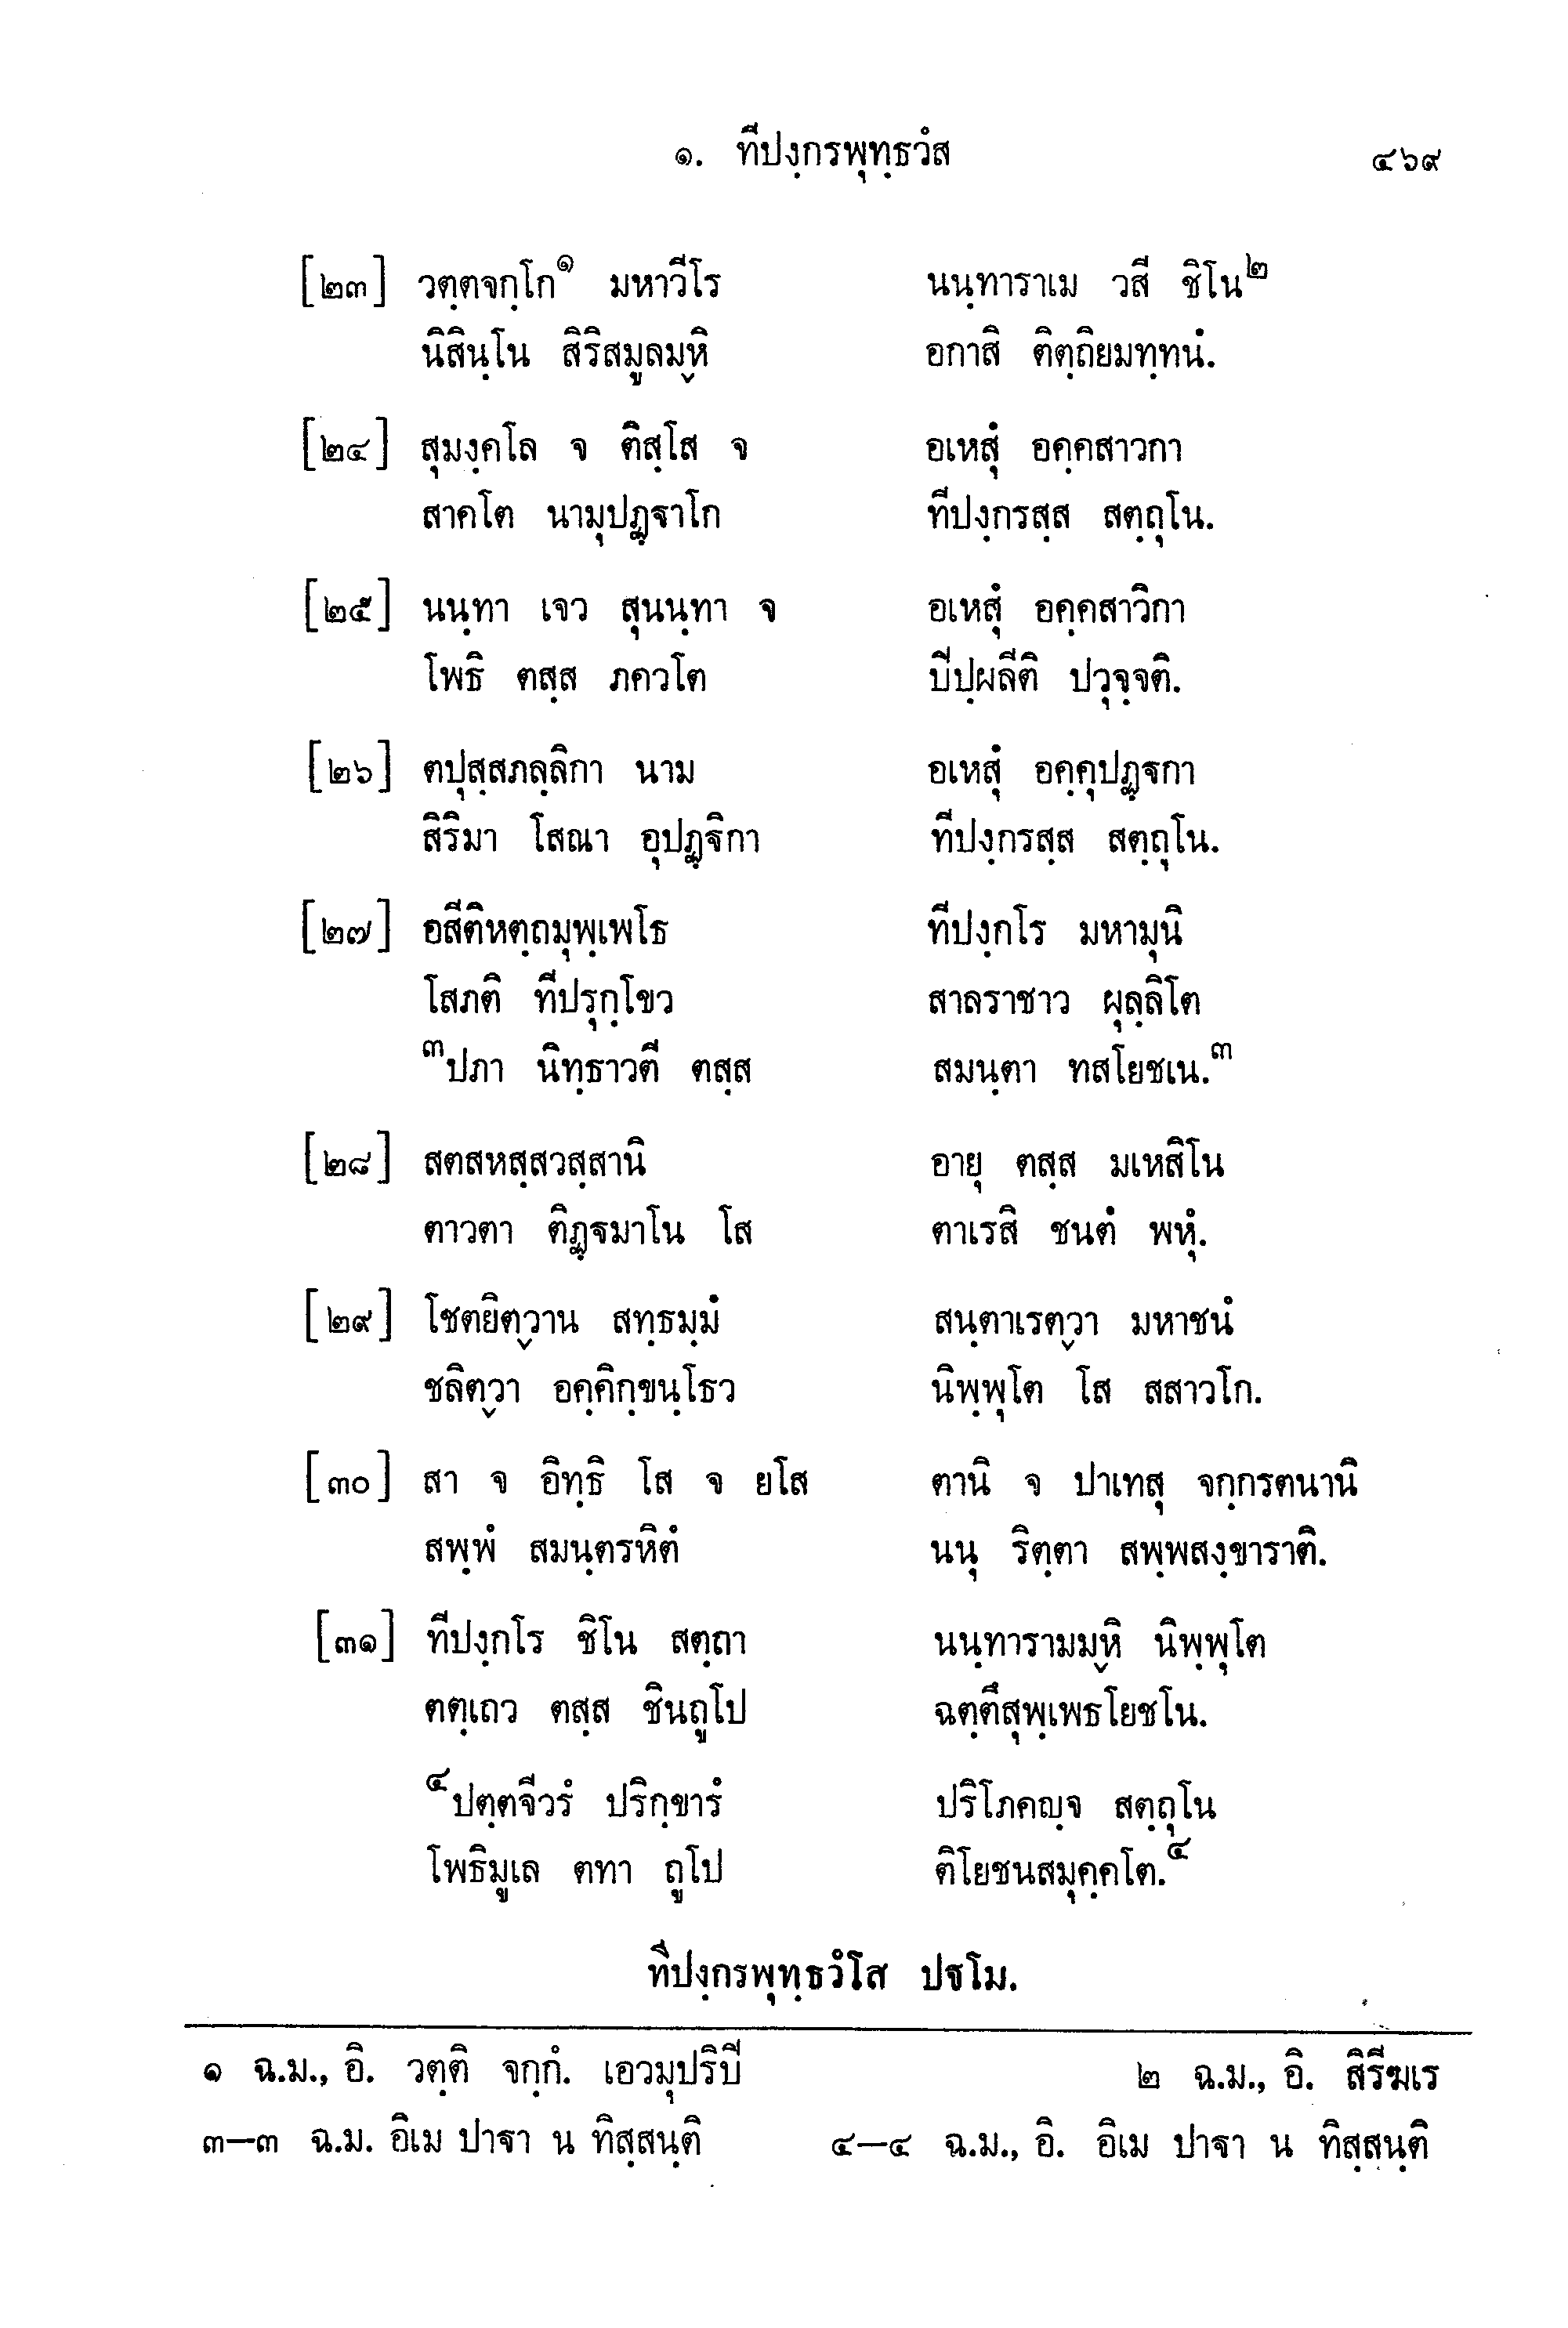 ๑. ทีปงฺกรพุทฺธวํส ๔๖๙
[๒๓] วตฺตจกฺโก๑ มหาวีโร นนฺทาราเม วสี ชิโน๒
นิสินฺโน สิริสมูลมฺหิ อกาสิ ติตฺถิยมทฺทนํ.
[๒๔] สุมงฺคโล จ ติสฺโส จ อเหสุํ อคฺคสาวกา
สาคโต นามุปฏฺฐาโก ทีปงฺกรสฺส สตฺถุโน.
[๒๕] นนฺทา เจว สุนนฺทา จ อเหสุํ อคฺคสาวิกา
โพธิ ตสฺส ภควโต ปีปฺผลีติ ปวุจฺจติ.
[๒๖] ตปุสฺสภลฺลิกา นาม อเหสุํ อคฺคุปฏฺฐกา
สิริมา โสณา อุปฏฺฐิกา ทีปงฺกรสฺส สตฺถุโน.
[๒๗] อสีติหตฺถมุพฺเพโธ ทีปงฺกโร มหามุนิ
โสภติ ทีปรุกฺโขว สาลราชาว ผุลฺลิโต
๓ปภา นิทฺธาวตี ตสฺส สมนฺตา ทสโยชเน.๓
[๒๘] สตสหสฺสวสฺสานิ อายุ ตสฺส มเหสิโน
ตาวตา ติฏฺฐมาโน โส ตาเรสิ ชนตํ พหุํ.
[๒๙] โชตยิตฺวาน สทฺธมฺมํ สนฺตาเรตฺวา มหาชนํ
ชลิตฺวา อคฺคิกฺขนฺโธว นิพฺพุโต โส สสาวโก.
[๓๐] สา จ อิทฺธิ โส จ ยโส ตานิ จ ปาเทสุ จกฺกรตนานิ
สพฺพํ สมนฺตรหิตํ นนุ ริตฺตา สพฺพสงฺขาราติ.
[๓๑] ทีปงฺกโร ชิโน สตฺถา นนฺทารามมฺหิ นิพฺพุโต
ตตฺเถว ตสฺส ชินถูโป ฉตฺตึสุพฺเพธโยชโน.
๔ปตฺตจีวรํ ปริกฺขารํ ปริโภคญฺจ สตฺถุโน
โพธิมูเล ตทา ถูโป ติโยชนสมุคฺคโต.๔
ทีปงฺกรพุทฺธวํโส ปฐโม.
๑ ฉ.ม., อิ. วตฺติ จกฺกํ. เอวมุปริปี ๒ ฉ.ม., อิ. สิรีฆเร
๓–๓ ฉ.ม. อิเม ปาฐา น ทิสฺสนฺติ ๔–๔ ฉ.ม., อิ. อิเม ปาฐา น ทิสฺสนฺติ